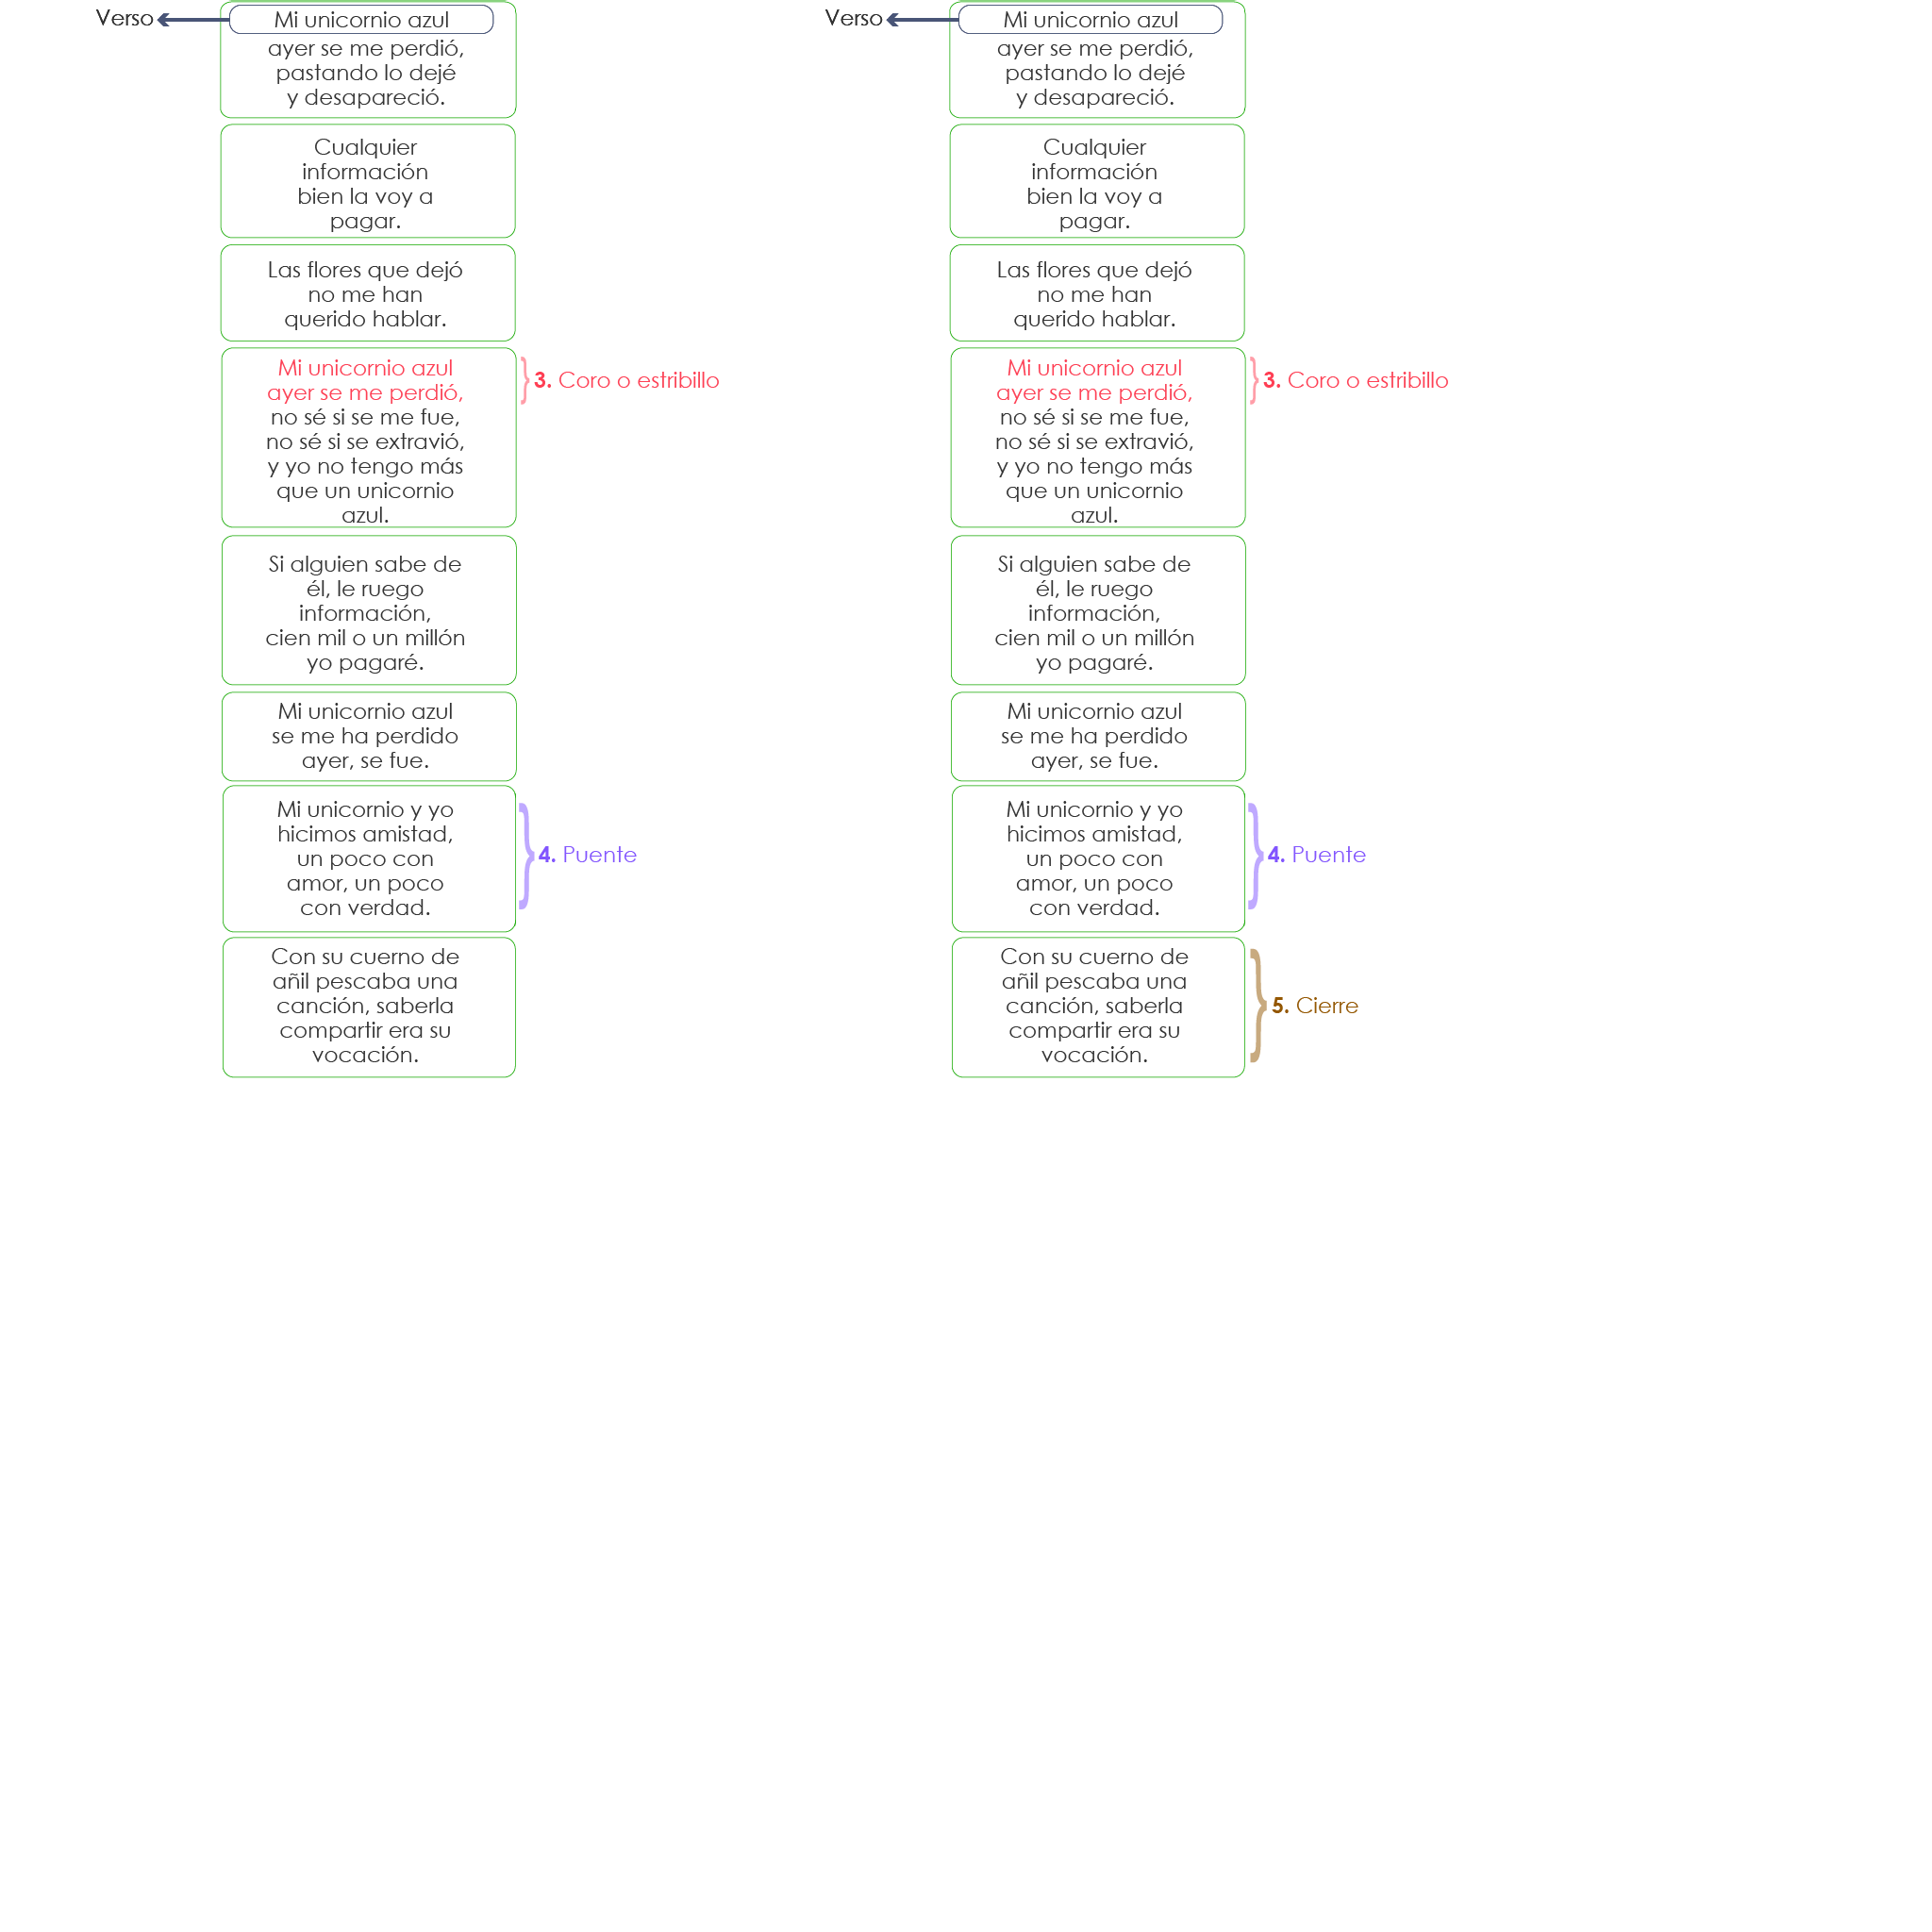 Verso
Mi unicornio azul
ayer se me perdió,
pastando lo dejé
y desapareció.
Cualquier
información
bien la voy a
pagar.
Las flores que dejó
no me han
querido hablar.
Mi unicornio azul
ayer se me perdió,
3. Coro o estribillo
no sé si se me fue,
no sé si se extravió,
y yo no tengo más
que un unicornio
azul.
Si alguien sabe de
él, le ruego
información,
cien mil o un millón
yo pagaré.
Mi unicornio azul
se me ha perdido
ayer, se fue.
Mi unicornio y yo
hicimos amistad,
un poco con
amor, un poco
con verdad.
4. Puente
Con su cuerno de
añil pescaba una
canción, saberla
compartir era su
vocación.
Verso
Mi unicornio azul
ayer se me perdió,
pastando lo dejé
y desapareció.
Cualquier
información
bien la voy a
pagar.
Las flores que dejó
no me han
querido hablar.
Mi unicornio azul
ayer se me perdió,
3. Coro o estribillo
no sé si se me fue,
no sé si se extravió,
y yo no tengo más
que un unicornio
azul.
Si alguien sabe de
él, le ruego
información,
cien mil o un millón
yo pagaré.
Mi unicornio azul
se me ha perdido
ayer, se fue.
Mi unicornio y yo
hicimos amistad,
un poco con
amor, un poco
con verdad.
4. Puente
Con su cuerno de
añil pescaba una
canción, saberla
compartir era su
vocación.
5. Cierre